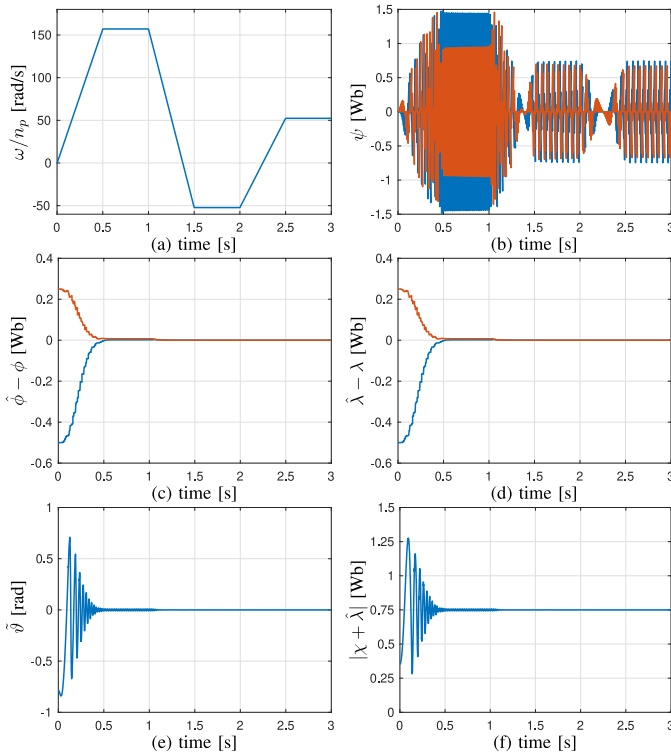 150
100
50
0
-50
0 0.5 1 1.5 2 2.5 3
ω/n_p [rad/s]
(a) time [s]
1.5
1
0.5
0
-0.5
-1
-1.5
0 0.5 1 1.5 2 2.5 3
ψ [Wb]
(b) time [s]
0.4
0.2
0
-0.2
-0.4
-0.6
0 0.5 1 1.5 2 2.5 3
ϕ̂ − ϕ [Wb]
(c) time [s]
0.4
0.2
0
-0.2
-0.4
-0.6
0 0.5 1 1.5 2 2.5 3
λ̂ − λ [Wb]
(d) time [s]
1
0.5
0
-0.5
-1
0 0.5 1 1.5 2 2.5 3
ϑ̃ [rad]
(e) time [s]
1.5
1.25
1
0.75
0.5
0.25
0
0 0.5 1 1.5 2 2.5 3
|χ + λ̂| [Wb]
(f) time [s]